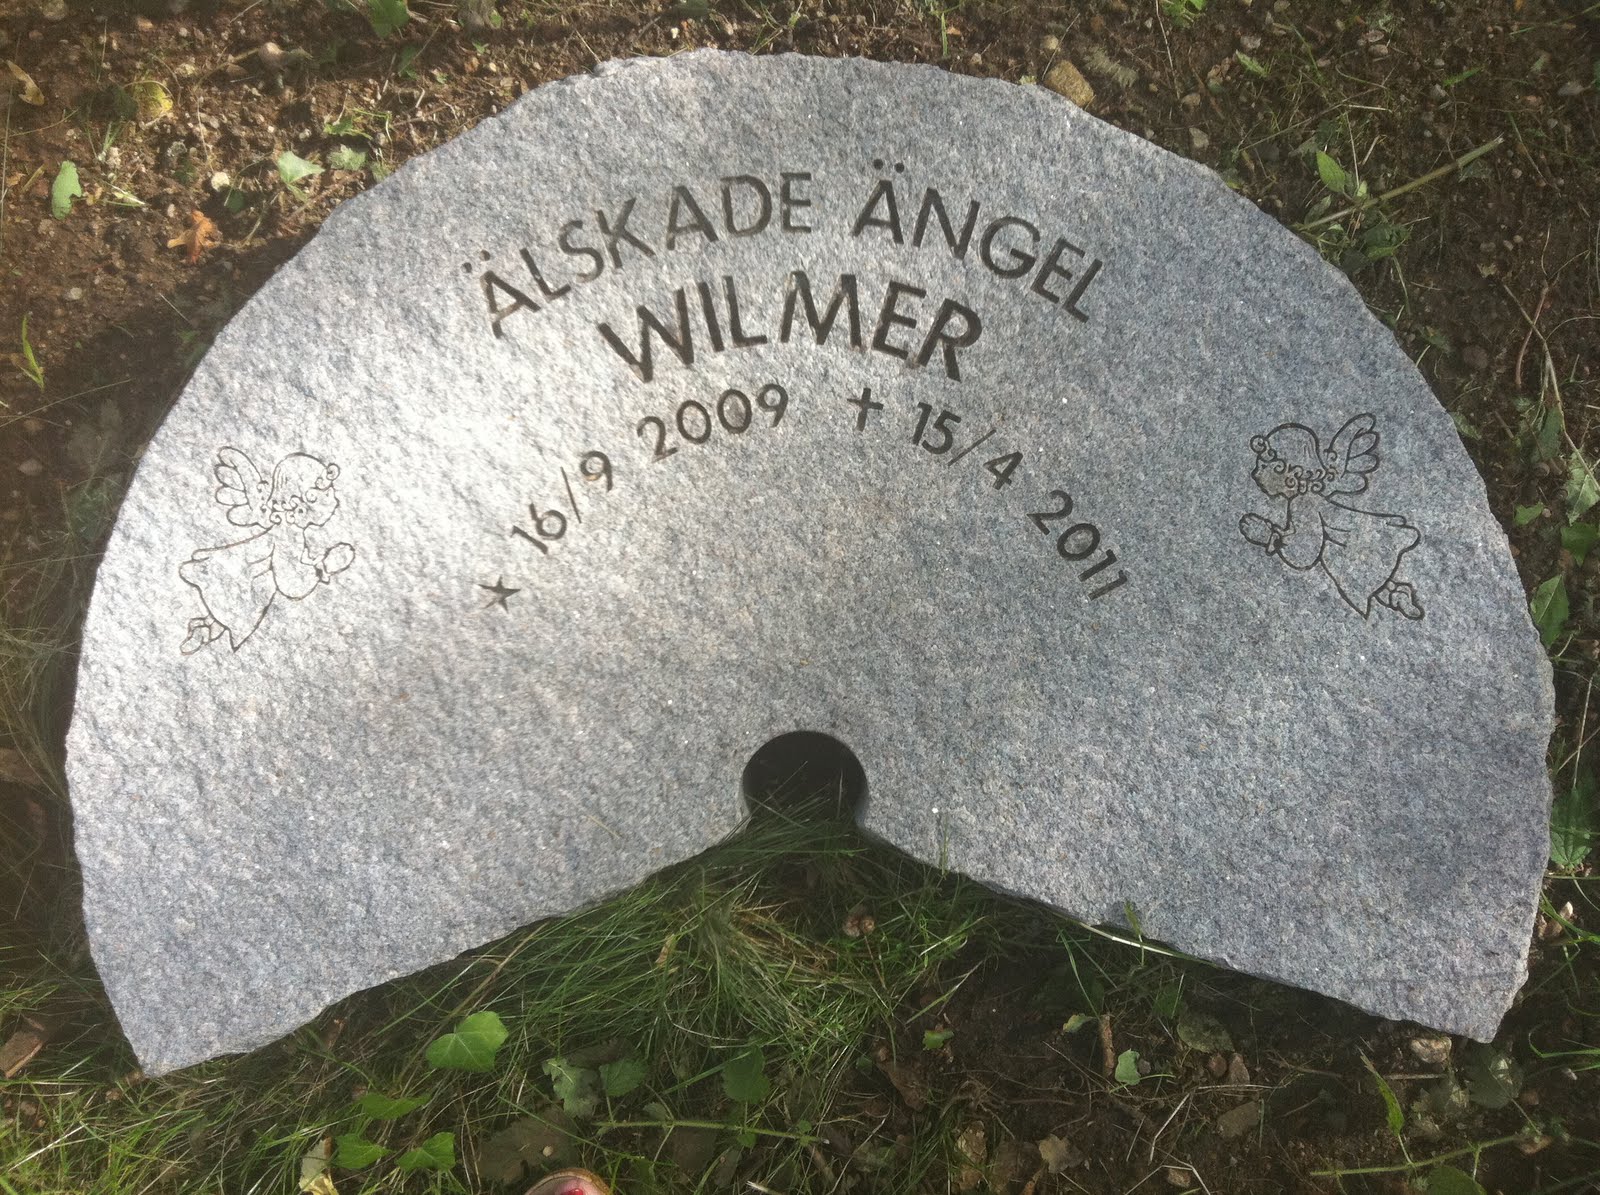 ÄLSKADE ÄNGEL
WILMER
★ 16/9 2009 ✝ 15/4 2011